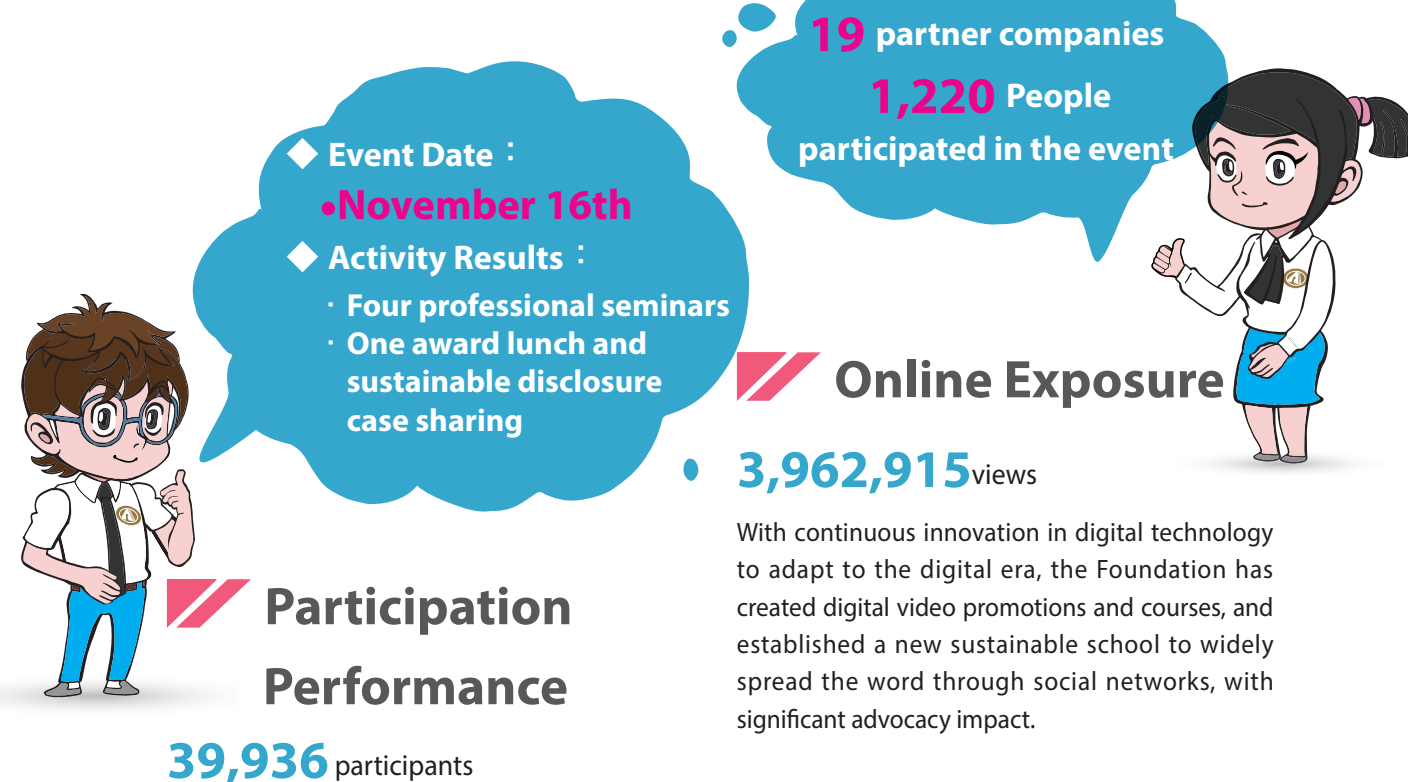 19 partner companies
1,220 People
participated in the event
◆ Event Date：
•November 16th
◆ Activity Results：
· Four professional seminars
· One award lunch and
sustainable disclosure
case sharing
Participation
Performance
39,936 participants
Online Exposure
3,962,915views
With continuous innovation in digital technology
to adapt to the digital era, the Foundation has
created digital video promotions and courses, and
established a new sustainable school to widely
spread the word through social networks, with
significant advocacy impact.